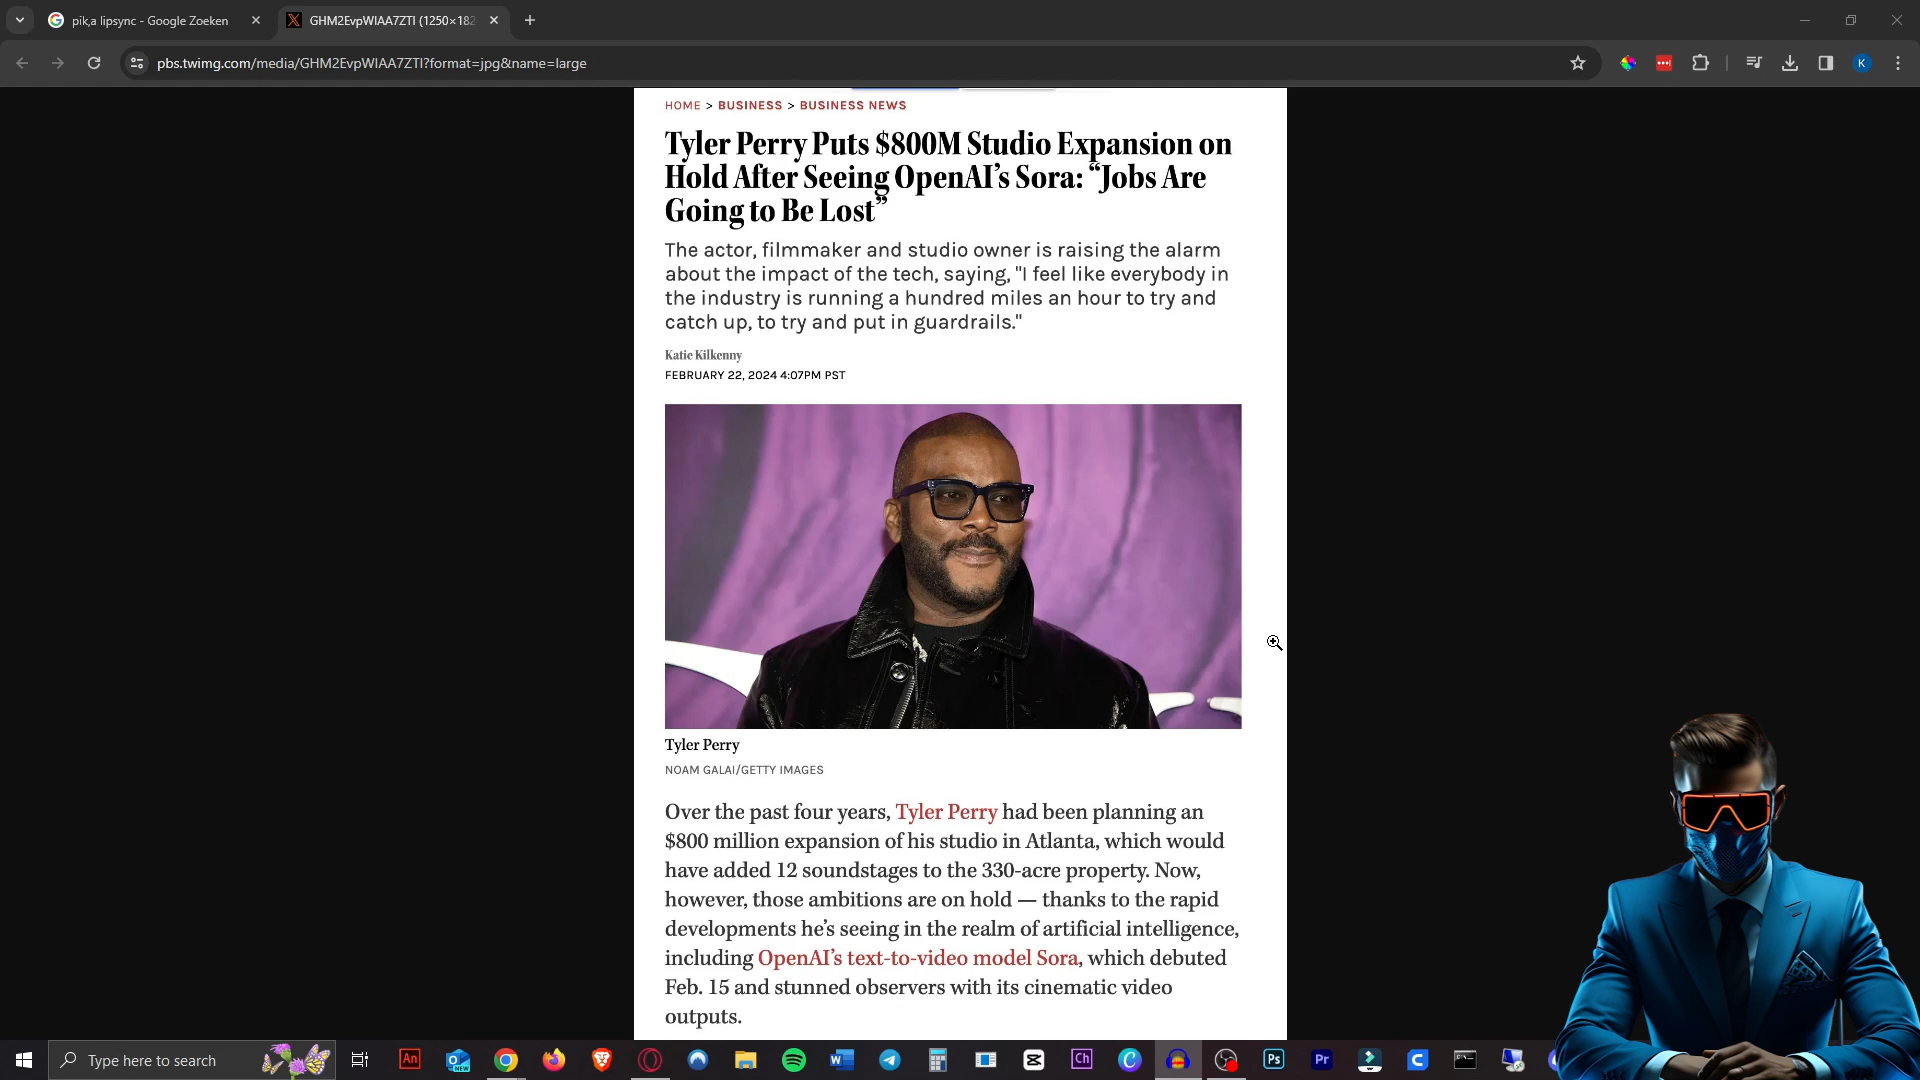 pik,a lipsync - Google Zoeken
GHM2EvpWIAA7ZTI (1250×182
pbs.twimg.com/media/GHM2EvpWIAA7ZTI?format=jpg&name=large
K
HOME > BUSINESS > BUSINESS NEWS
Tyler Perry Puts $800M Studio Expansion on
Hold After Seeing OpenAI’s Sora: “Jobs Are
Going to Be Lost”
The actor, filmmaker and studio owner is raising the alarm
about the impact of the tech, saying, "I feel like everybody in
the industry is running a hundred miles an hour to try and
catch up, to try and put in guardrails."
Katie Kilkenny
FEBRUARY 22, 2024 4:07PM PST
Tyler Perry
NOAM GALAI/GETTY IMAGES
Over the past four years, Tyler Perry had been planning an
$800 million expansion of his studio in Atlanta, which would
have added 12 soundstages to the 330-acre property. Now,
however, those ambitions are on hold — thanks to the rapid
developments he’s seeing in the realm of artificial intelligence,
including OpenAI’s text-to-video model Sora, which debuted
Feb. 15 and stunned observers with its cinematic video
outputs.
Type here to search
An
NEW
W
Ch
Ps
Pr